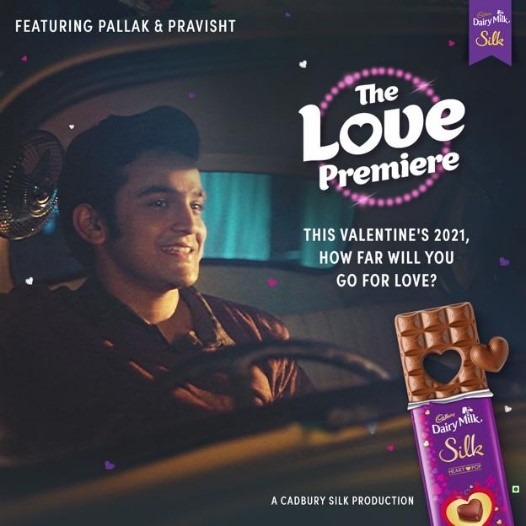 FEATURING PALLAK & PRAVISHT
Cadbury
Dairy Milk
Silk
The
Love
Premiere
THIS VALENTINE'S 2021,
HOW FAR WILL YOU
GO FOR LOVE?
Cadbury
Dairy Milk
Silk
HEART POP
A CADBURY SILK PRODUCTION